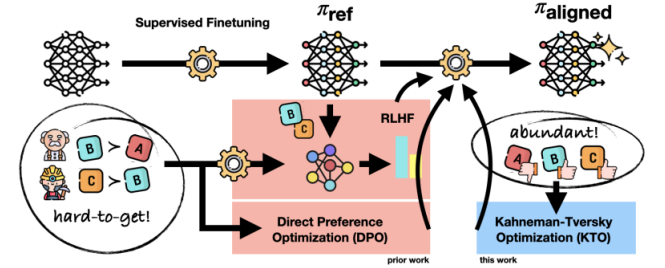 Supervised Finetuning
πref
πaligned
B
C
RLHF
B ≻ A
C ≻ B
hard-to-get!
abundant!
A B C
Direct Preference
Optimization (DPO)
Kahneman-Tversky
Optimization (KTO)
prior work
this work